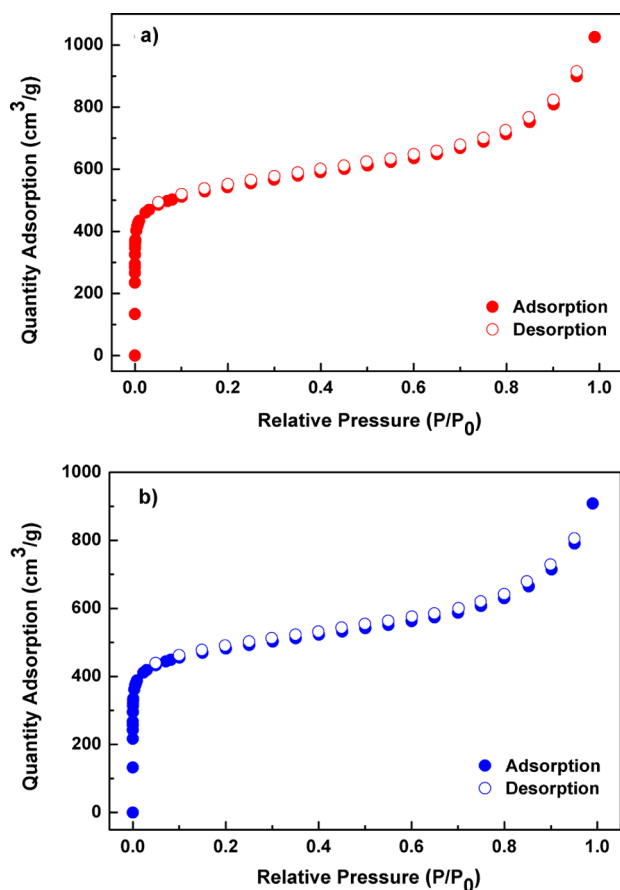 a)
1000
800
600
400
200
0
Quantity Adsorption (cm³/g)
Adsorption
Desorption
0.0 0.2 0.4 0.6 0.8 1.0
Relative Pressure (P/P₀)
b)
1000
800
600
400
200
0
Quantity Adsorption (cm³/g)
Adsorption
Desorption
0.0 0.2 0.4 0.6 0.8 1.0
Relative Pressure (P/P₀)